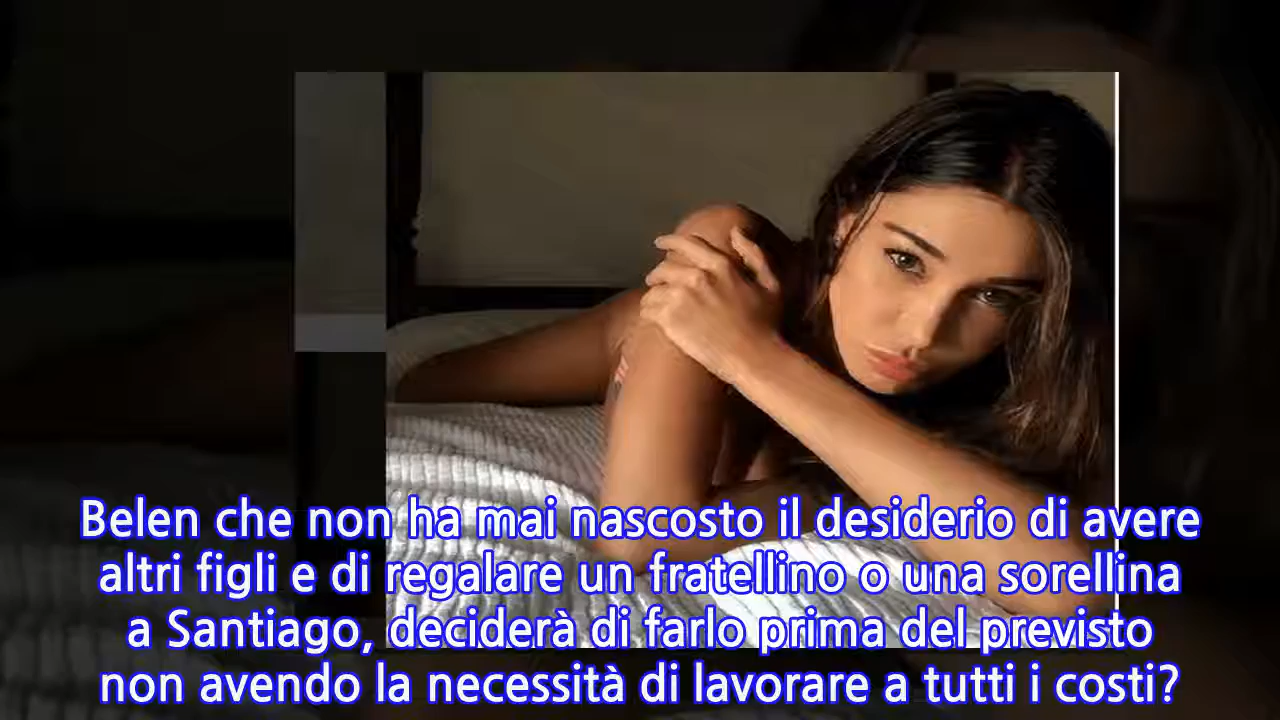 Belen che non ha mai nascosto il desiderio di avere
altri figli e di regalare un fratellino o una sorellina
a Santiago, deciderà di farlo prima del previsto
non avendo la necessità di lavorare a tutti i costi?